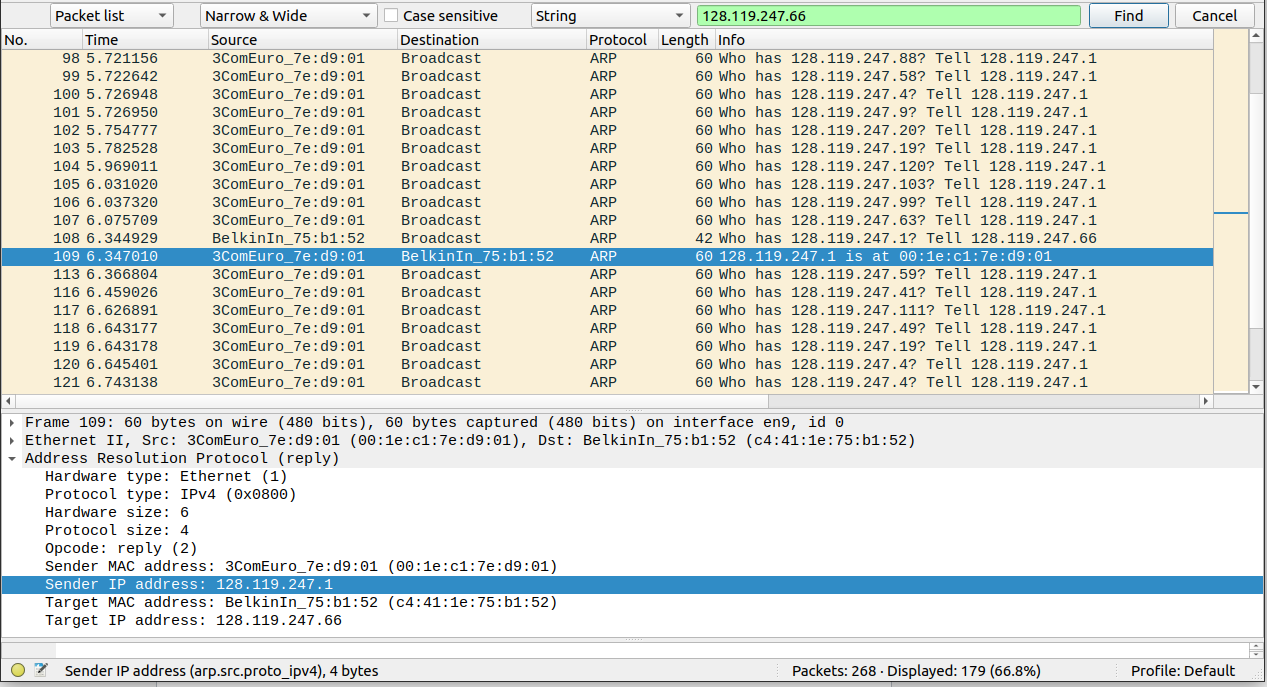 Packet list Narrow & Wide Case sensitive String 128.119.247.66 Find Cancel
No. Time Source Destination Protocol Length Info
98 5.721156 3ComEuro_7e:d9:01 Broadcast ARP 60 Who has 128.119.247.88? Tell 128.119.247.1
99 5.722642 3ComEuro_7e:d9:01 Broadcast ARP 60 Who has 128.119.247.58? Tell 128.119.247.1
100 5.726948 3ComEuro_7e:d9:01 Broadcast ARP 60 Who has 128.119.247.4? Tell 128.119.247.1
101 5.726950 3ComEuro_7e:d9:01 Broadcast ARP 60 Who has 128.119.247.9? Tell 128.119.247.1
102 5.754777 3ComEuro_7e:d9:01 Broadcast ARP 60 Who has 128.119.247.20? Tell 128.119.247.1
103 5.782528 3ComEuro_7e:d9:01 Broadcast ARP 60 Who has 128.119.247.19? Tell 128.119.247.1
104 5.969011 3ComEuro_7e:d9:01 Broadcast ARP 60 Who has 128.119.247.120? Tell 128.119.247.1
105 6.031020 3ComEuro_7e:d9:01 Broadcast ARP 60 Who has 128.119.247.103? Tell 128.119.247.1
106 6.037320 3ComEuro_7e:d9:01 Broadcast ARP 60 Who has 128.119.247.99? Tell 128.119.247.1
107 6.075709 3ComEuro_7e:d9:01 Broadcast ARP 60 Who has 128.119.247.63? Tell 128.119.247.1
108 6.344929 BelkinIn_75:b1:52 Broadcast ARP 42 Who has 128.119.247.1? Tell 128.119.247.66
109 6.347010 3ComEuro_7e:d9:01 BelkinIn_75:b1:52 ARP 60 128.119.247.1 is at 00:1e:c1:7e:d9:01
113 6.366804 3ComEuro_7e:d9:01 Broadcast ARP 60 Who has 128.119.247.59? Tell 128.119.247.1
116 6.459026 3ComEuro_7e:d9:01 Broadcast ARP 60 Who has 128.119.247.41? Tell 128.119.247.1
117 6.626891 3ComEuro_7e:d9:01 Broadcast ARP 60 Who has 128.119.247.111? Tell 128.119.247.1
118 6.643177 3ComEuro_7e:d9:01 Broadcast ARP 60 Who has 128.119.247.49? Tell 128.119.247.1
119 6.643178 3ComEuro_7e:d9:01 Broadcast ARP 60 Who has 128.119.247.19? Tell 128.119.247.1
120 6.645401 3ComEuro_7e:d9:01 Broadcast ARP 60 Who has 128.119.247.4? Tell 128.119.247.1
121 6.743138 3ComEuro_7e:d9:01 Broadcast ARP 60 Who has 128.119.247.4? Tell 128.119.247.1
Frame 109: 60 bytes on wire (480 bits), 60 bytes captured (480 bits) on interface en9, id 0
Ethernet II, Src: 3ComEuro_7e:d9:01 (00:1e:c1:7e:d9:01), Dst: BelkinIn_75:b1:52 (c4:41:1e:75:b1:52)
Address Resolution Protocol (reply)
Hardware type: Ethernet (1)
Protocol type: IPv4 (0x0800)
Hardware size: 6
Protocol size: 4
Opcode: reply (2)
Sender MAC address: 3ComEuro_7e:d9:01 (00:1e:c1:7e:d9:01)
Sender IP address: 128.119.247.1
Target MAC address: BelkinIn_75:b1:52 (c4:41:1e:75:b1:52)
Target IP address: 128.119.247.66
Sender IP address (arp.src.proto_ipv4), 4 bytes Packets: 268 · Displayed: 179 (66.8%) Profile: Default